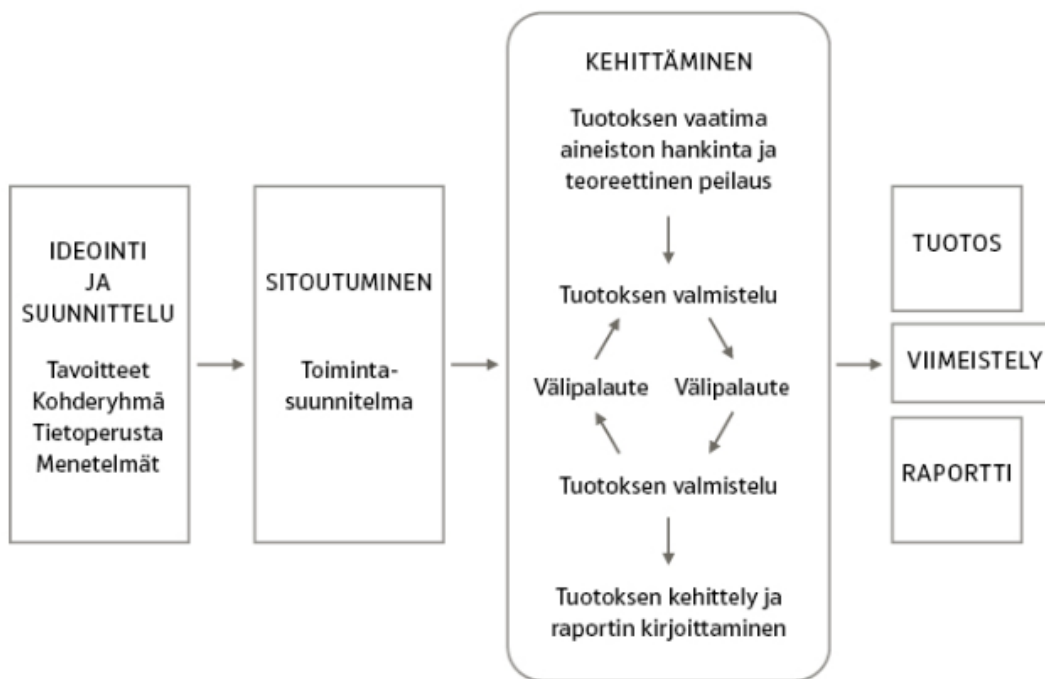 IDEOINTI
JA
SUUNNITTELU
Tavoitteet
Kohderyhmä
Tietoperusta
Menetelmät
SITOUTUMINEN
Toiminta-
suunnitelma
KEHITTÄMINEN
Tuotoksen vaatima
aineiston hankinta ja
teoreettinen peilaus
Tuotoksen valmistelu
Välipalaute Välipalaute
Tuotoksen valmistelu
Tuotoksen kehittely ja
raportin kirjoittaminen
TUOTOS
VIIMEISTELY
RAPORTTI